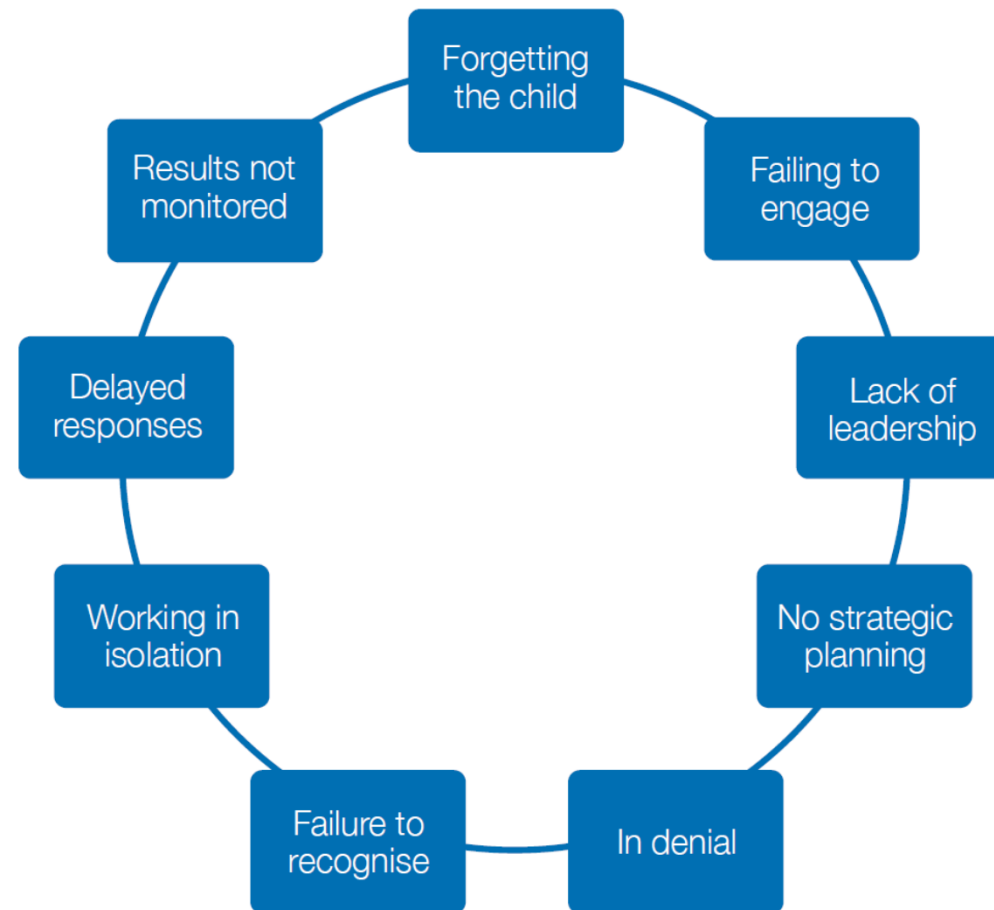 Forgetting
the child
Failing to
engage
Lack of
leadership
No strategic
planning
In denial
Failure to
recognise
Working in
isolation
Delayed
responses
Results not
monitored